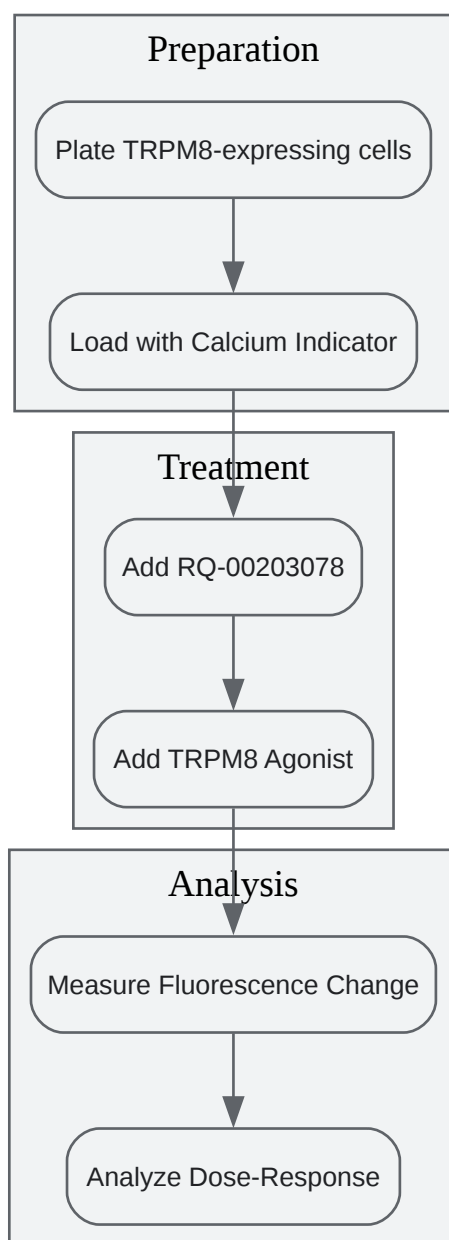 Preparation
Plate TRPM8-expressing cells
Load with Calcium Indicator
Treatment
Add RQ-00203078
Add TRPM8 Agonist
Analysis
Measure Fluorescence Change
Analyze Dose-Response